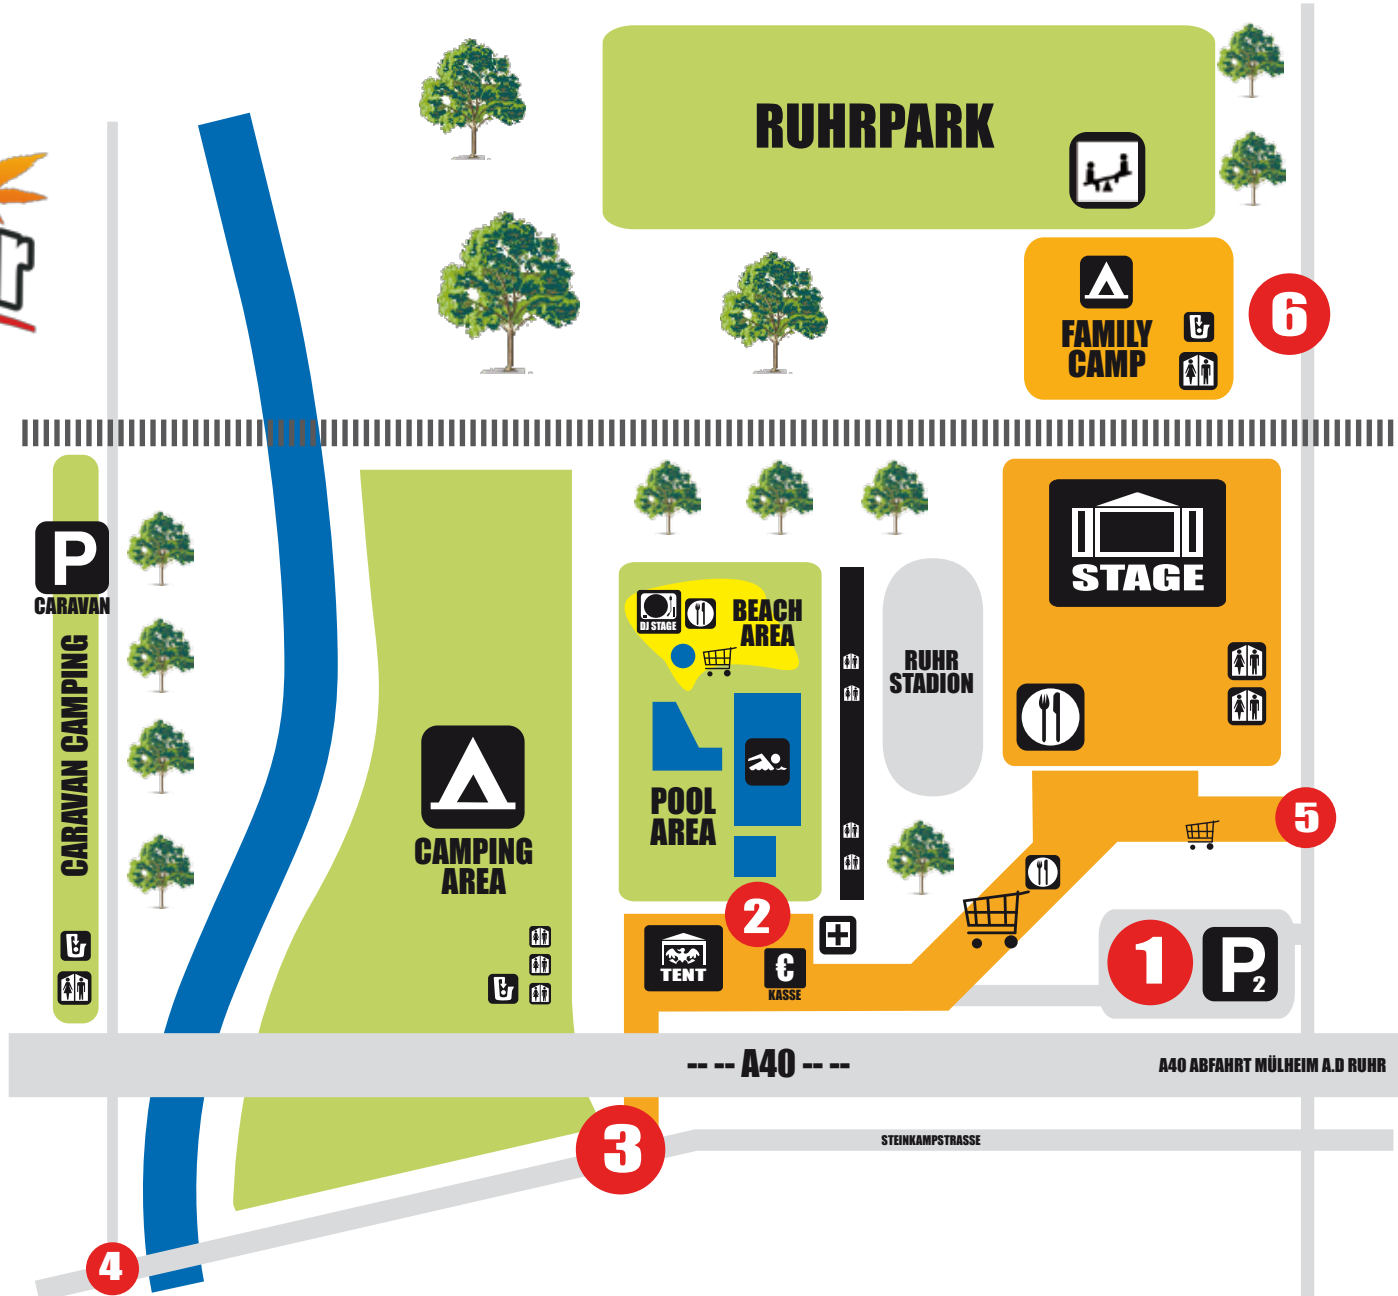 RUHRPARK
r
6
FAMILY
CAMP
P
CARAVAN
CARAVAN CAMPING
STAGE
DJ STAGE
BEACH
AREA
RUHR
STADION
POOL
AREA
CAMPING
AREA
5
2
TENT
€
KASSE
1
P2
-- -- A40 -- --
A40 ABFAHRT MÜLHEIM A.D RUHR
3
STEINKAMPSTRASSE
4